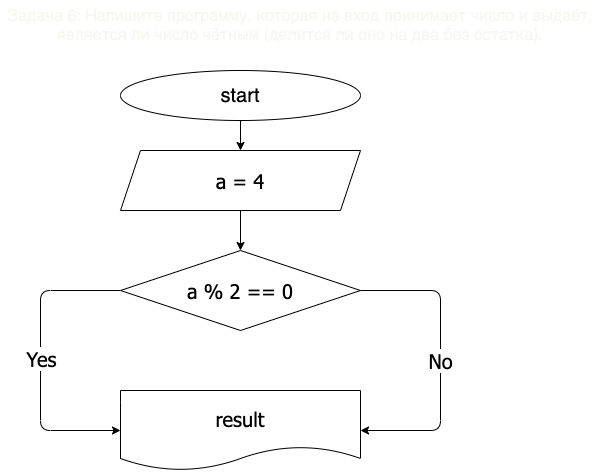 Задача 6: Напишите программу, которая на вход принимает число и выдаёт,
является ли число чётным (делится ли оно на два без остатка).
start
a = 4
a % 2 == 0
Yes
No
result